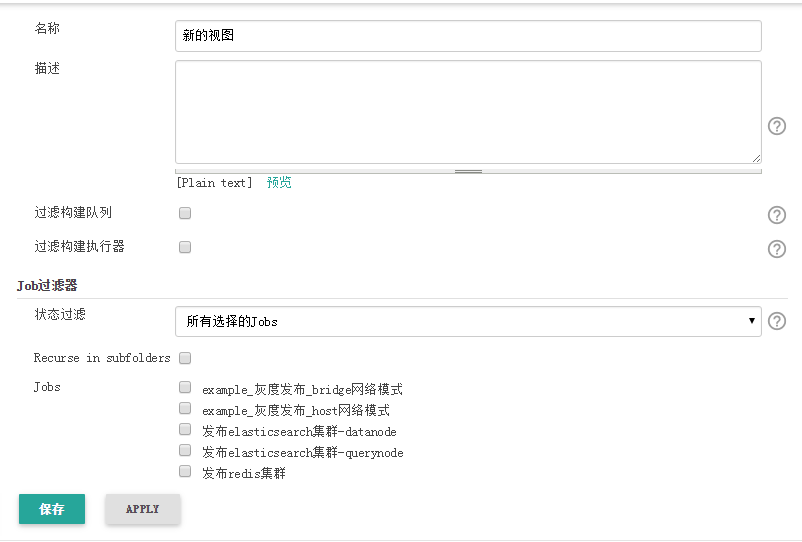 名称
新的视图
描述
[Plain text] 预览
过滤构建队列
过滤构建执行器
Job过滤器
状态过滤
所有选择的Jobs
Recurse in subfolders
Jobs
example_灰度发布_bridge网络模式
example_灰度发布_host网络模式
发布elasticsearch集群-datanode
发布elasticsearch集群-querynode
发布redis集群
保存 APPLY